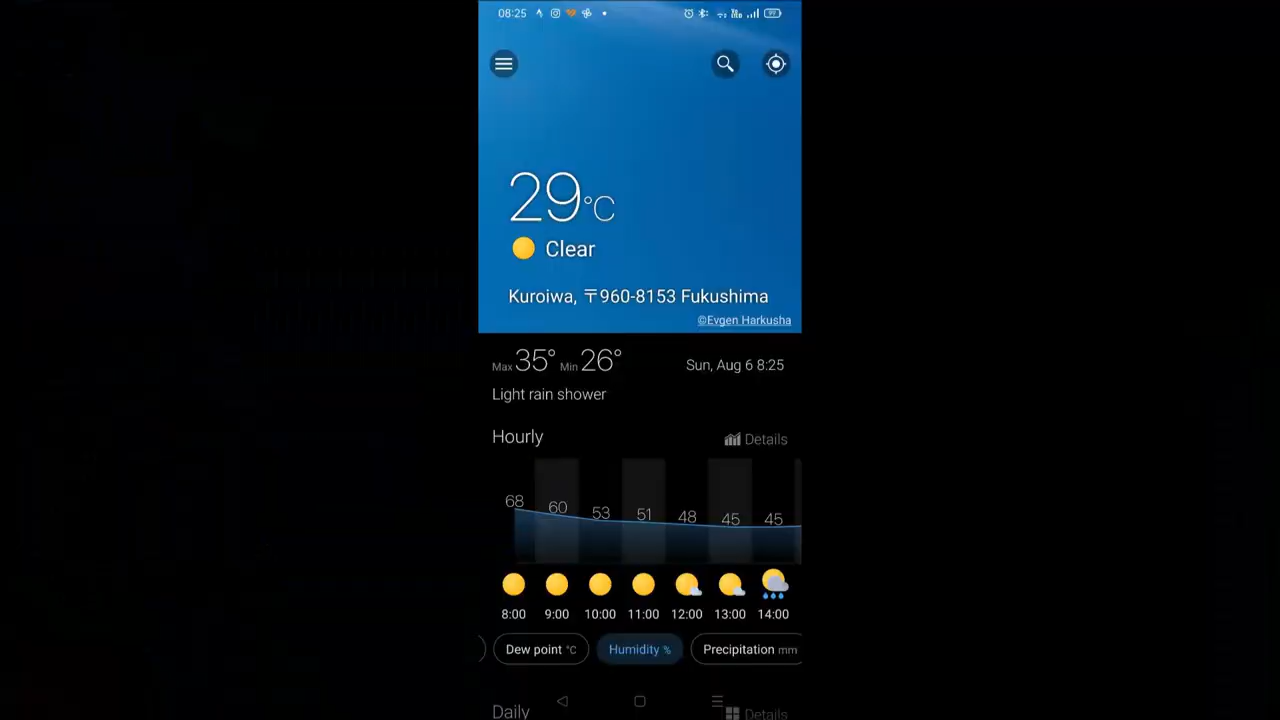 08:25
29°C
Clear
Kuroiwa, 〒960-8153 Fukushima
©Evgen Harkusha
Max 35° Min 26° Sun, Aug 6 8:25
Light rain shower
Hourly Details
68 60 53 51 48 45 45
8:00 9:00 10:00 11:00 12:00 13:00 14:00
Dew point °C Humidity % Precipitation mm
Daily Details